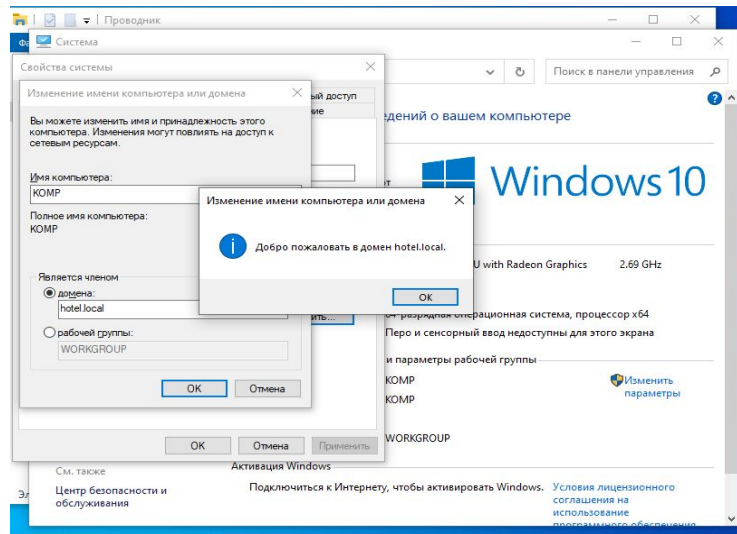 Проводник
Система
Свойства системы
Поиск в панели управления
Изменение имени компьютера или домена
ый доступ
Вы можете изменить имя и принадлежность этого
компьютера. Изменения могут повлиять на доступ к
сетевым ресурсам.
Имя компьютера:
KOMP
Полное имя компьютера:
KOMP
Является членом
домена:
hotel.local
рабочей группы:
WORKGROUP
ОК
Отмена
ОК
Отмена
Применить
Изменение имени компьютера или домена
Добро пожаловать в домен hotel.local.
ОК
едений о вашем компьютере
Windows 10
U with Radeon Graphics 2.69 GHz
64-разрядная операционная система, процессор x64
Перо и сенсорный ввод недоступны для этого экрана
и параметры рабочей группы
KOMP
KOMP
Изменить
параметры
WORKGROUP
Активация Windows
Подключиться к Интернету, чтобы активировать Windows.
Условия лицензионного
соглашения на
использование
программного обеспечения
См. также
Центр безопасности и
обслуживания